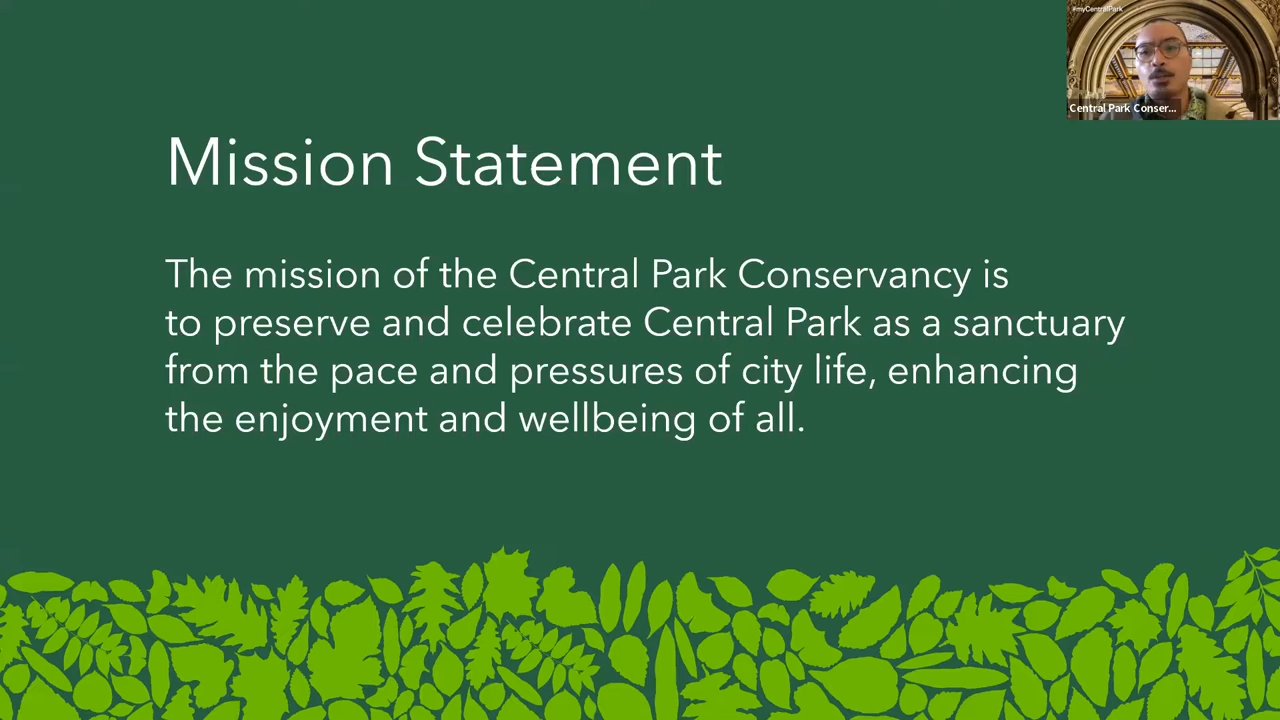 #myCentralPark
Central Park Conser...
Mission Statement
The mission of the Central Park Conservancy is
to preserve and celebrate Central Park as a sanctuary
from the pace and pressures of city life, enhancing
the enjoyment and wellbeing of all.